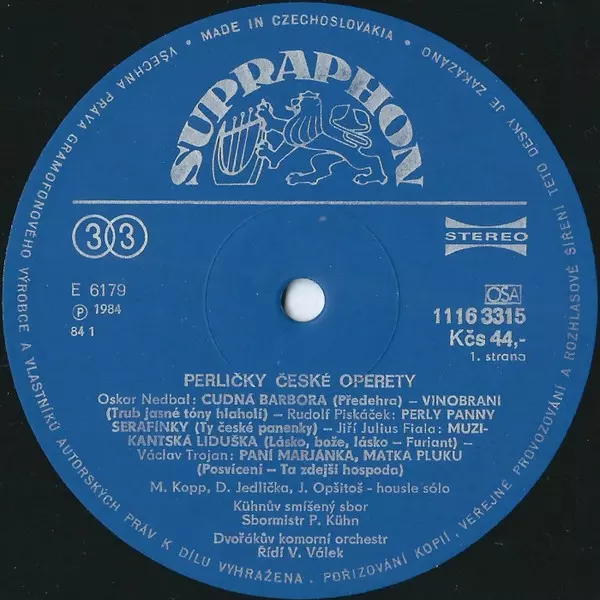 MADE IN CZECHOSLOVAKIA
VŠECHNA PRÁVA GRAMOFONOVÉHO VÝROBCE A VLASTNÍKŮ AUTORSKÝCH PRÁV K DÍLU VYHRAŽENA. POŘIZOVÁNÍ KOPIÍ, VEŘEJNÉ PROVOZOVÁNÍ A ROZHLASOVÉ ŠÍŘENÍ TÉTO DESKY JE ZAKÁZÁNO
SUPRAPHON
33
STEREO
E 6179
Ⓟ 1984
84 1
OSA
1116 3315
Kčs 44,-
1. strana
PERLIČKY ČESKÉ OPERETY
Oskar Nedbal: CUDNÁ BARBORA (Předehra) – VINOBRANÍ
(Trub jasné tóny hlaholí) – Rudolf Piskáček: PERLY PANNY
SERAFÍNKY (Ty české panenky) – Jiří Julius Fiala: MUZI-
KANTSKÁ LIDUŠKA (Lásko, bože, lásko – Furiant) –
Václav Trojan: PANÍ MARJÁNKA, MATKA PLUKU
(Posvícení – Ta zdejší hospoda)
M. Kopp, D. Jedlička, J. Opšitoš - housle sólo
Kühnův smíšený sbor
Sbormistr P. Kühn
Dvořákův komorní orchestr
Řídí V. Válek